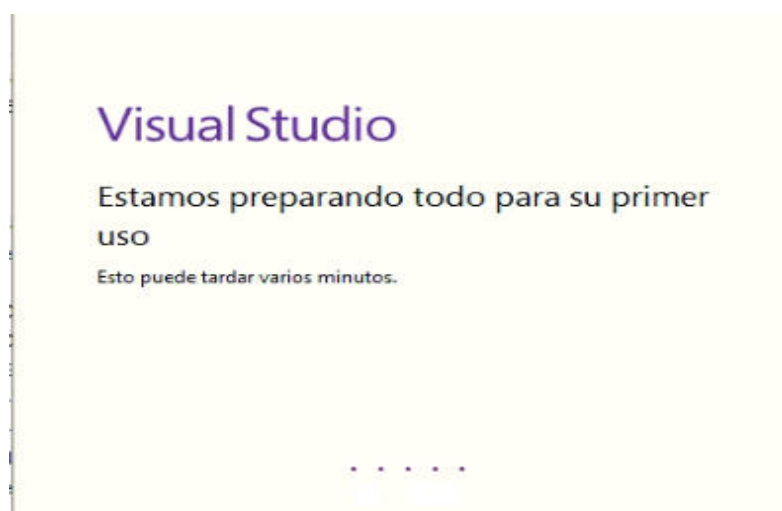 Visual Studio
Estamos preparando todo para su primer
uso
Esto puede tardar varios minutos.